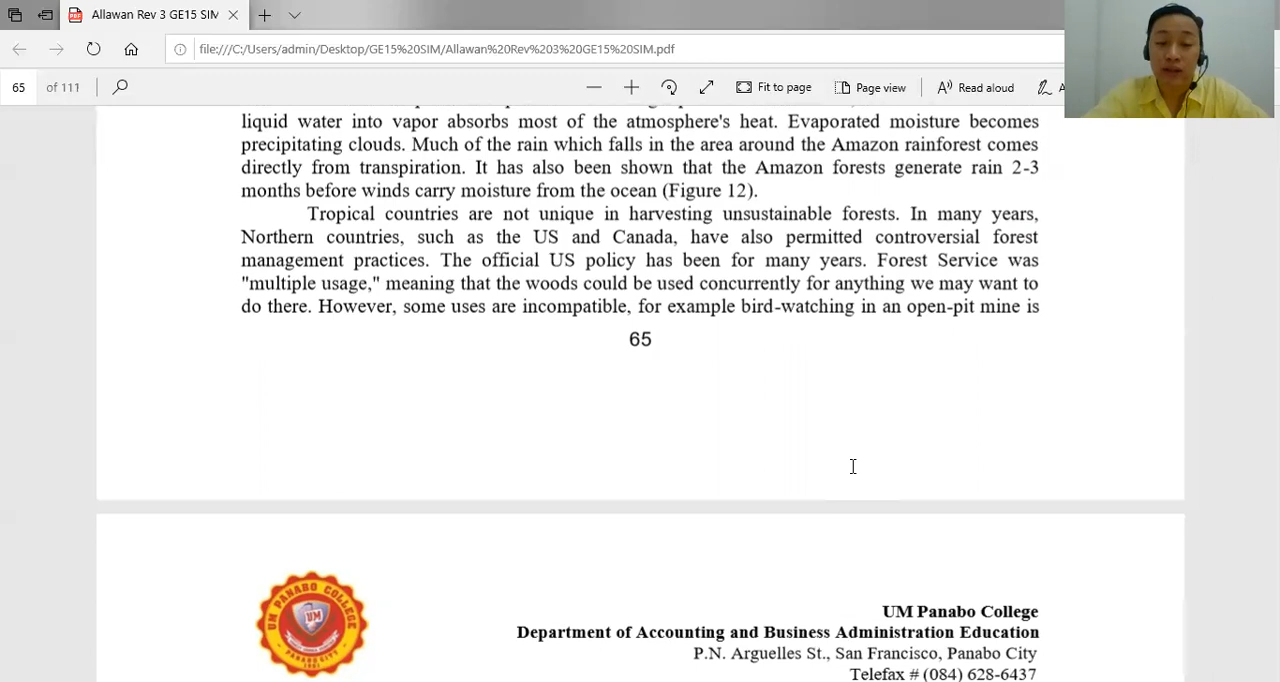 Allawan Rev 3 GE15 SIM
file:///C:/Users/admin/Desktop/GE15%20SIM/Allawan%20Rev%203%20GE15%20SIM.pdf
65 of 111
Fit to page
Page view
Read aloud
liquid water into vapor absorbs most of the atmosphere's heat. Evaporated moisture becomes
precipitating clouds. Much of the rain which falls in the area around the Amazon rainforest comes
directly from transpiration. It has also been shown that the Amazon forests generate rain 2-3
months before winds carry moisture from the ocean (Figure 12).
Tropical countries are not unique in harvesting unsustainable forests. In many years,
Northern countries, such as the US and Canada, have also permitted controversial forest
management practices. The official US policy has been for many years. Forest Service was
"multiple usage," meaning that the woods could be used concurrently for anything we may want to
do there. However, some uses are incompatible, for example bird-watching in an open-pit mine is
65
UM PANABO COLLEGE
UM
PANABO CITY
UM Panabo College
Department of Accounting and Business Administration Education
P.N. Arguelles St., San Francisco, Panabo City
Telefax # (084) 628-6437